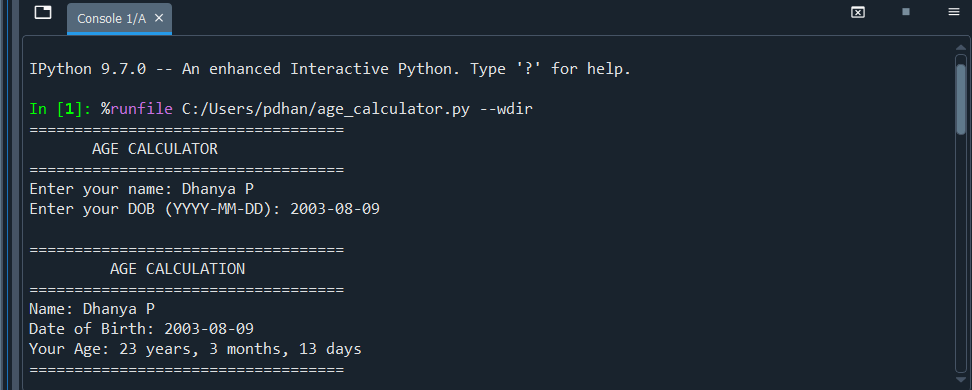 Console 1/A
IPython 9.7.0 -- An enhanced Interactive Python. Type '?' for help.
In [1]: %runfile C:/Users/pdhan/age_calculator.py --wdir
===================================
AGE CALCULATOR
===================================
Enter your name: Dhanya P
Enter your DOB (YYYY-MM-DD): 2003-08-09
===================================
AGE CALCULATION
===================================
Name: Dhanya P
Date of Birth: 2003-08-09
Your Age: 23 years, 3 months, 13 days
===================================